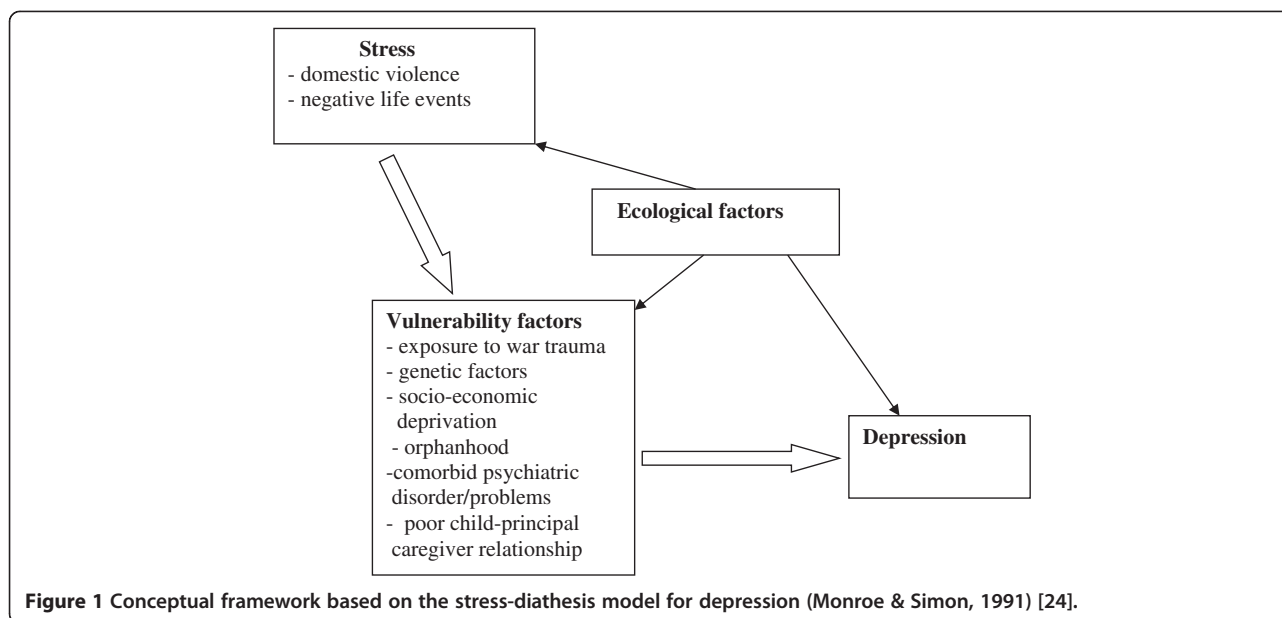 Stress
- domestic violence
- negative life events
Ecological factors
Vulnerability factors
- exposure to war trauma
- genetic factors
- socio-economic
deprivation
- orphanhood
-comorbid psychiatric
disorder/problems
- poor child-principal
caregiver relationship
Depression
Figure 1 Conceptual framework based on the stress-diathesis model for depression (Monroe & Simon, 1991) [24].